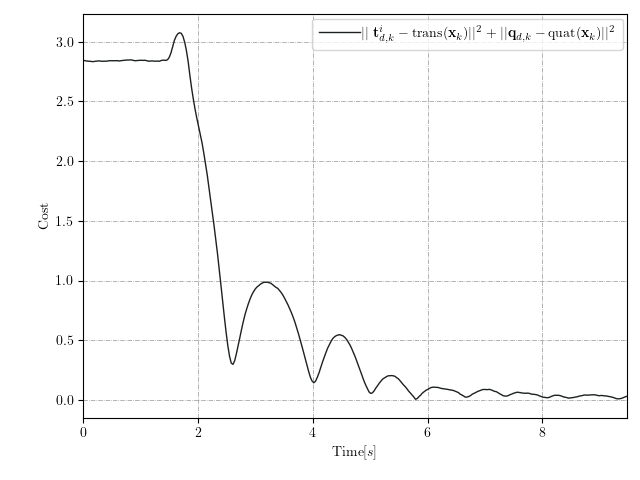 || t^i_{d,k} − trans(x_k)||² + ||q_{d,k} − quat(x_k)||²
3.0
2.5
2.0
1.5
1.0
0.5
0.0
Cost
0 2 4 6 8
Time[s]